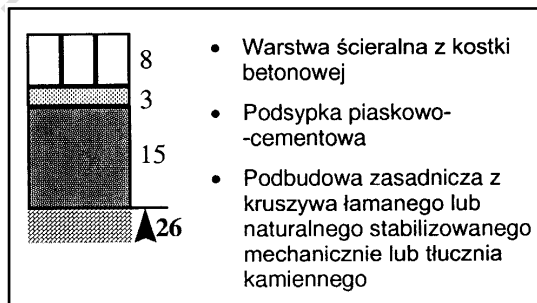 8
3
15
26
• Warstwa ścieralna z kostki
betonowej
• Podsypka piaskowo-
-cementowa
• Podbudowa zasadnicza z
kruszywa łamanego lub
naturalnego stabilizowanego
mechanicznie lub tłucznia
kamiennego